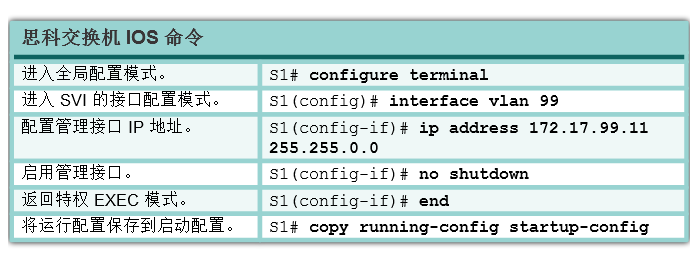 思科交换机 IOS 命令
进入全局配置模式。
S1# configure terminal
进入 SVI 的接口配置模式。
S1(config)# interface vlan 99
配置管理接口 IP 地址。
S1(config-if)# ip address 172.17.99.11
255.255.0.0
启用管理接口。
S1(config-if)# no shutdown
返回特权 EXEC 模式。
S1(config-if)# end
将运行配置保存到启动配置。
S1# copy running-config startup-config